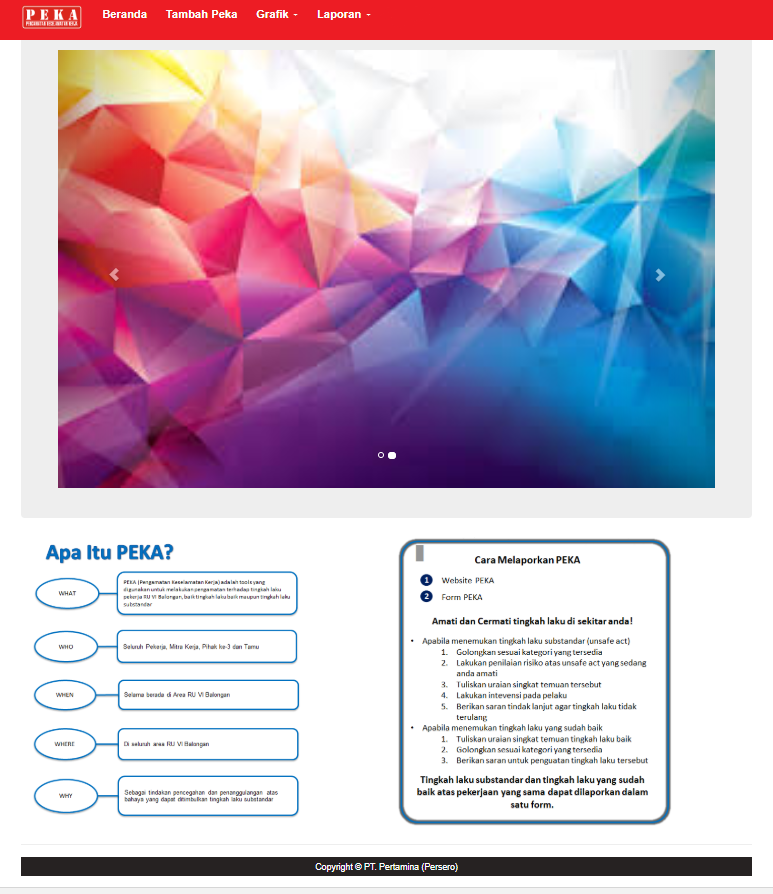 PEKA
PENGAMATAN KESELAMATAN KERJA
Beranda Tambah Peka Grafik Laporan
Apa Itu PEKA?
WHAT
PEKA (Pengamatan Keselamatan Kerja) adalah tools yang
digunakan untuk melakukan pengamatan terhadap tingkah laku
pekerja RU VI Balongan, baik tingkah laku baik maupun tingkah laku
substandar
WHO
Seluruh Pekerja, Mitra Kerja, Pihak ke-3 dan Tamu
WHEN
Selama berada di Area RU VI Balongan
WHERE
Di seluruh area RU VI Balongan
WHY
Sebagai tindakan pencegahan dan penanggulangan atas
bahaya yang dapat ditimbulkan tingkah laku substandar
Cara Melaporkan PEKA
1 Website PEKA
2 Form PEKA
Amati dan Cermati tingkah laku di sekitar anda!
• Apabila menemukan tingkah laku substandar (unsafe act)
1. Golongkan sesuai kategori yang tersedia
2. Lakukan penilaian risiko atas unsafe act yang sedang
anda amati
3. Tuliskan uraian singkat temuan tersebut
4. Lakukan intevensi pada pelaku
5. Berikan saran tindak lanjut agar tingkah laku tidak
terulang
• Apabila menemukan tingkah laku yang sudah baik
1. Tuliskan uraian singkat temuan tingkah laku baik
2. Golongkan sesuai kategori yang tersedia
3. Berikan saran untuk penguatan tingkah laku tersebut
Tingkah laku substandar dan tingkah laku yang sudah
baik atas pekerjaan yang sama dapat dilaporkan dalam
satu form.
Copyright © PT. Pertamina (Persero)